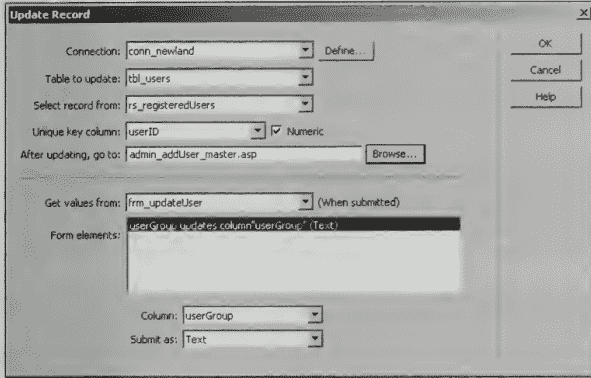 Update Record
Connection: conn_newland Define... OK
Table to update: tbl_users Cancel
Select record from: rs_registeredUsers Help
Unique key column: userID Numeric
After updating, go to: admin_addUser_master.asp Browse...
Get values from: frm_updateUser (When submitted)
Form elements: userGroup updates column"userGroup" (Text)
Column: userGroup
Submit as: Text